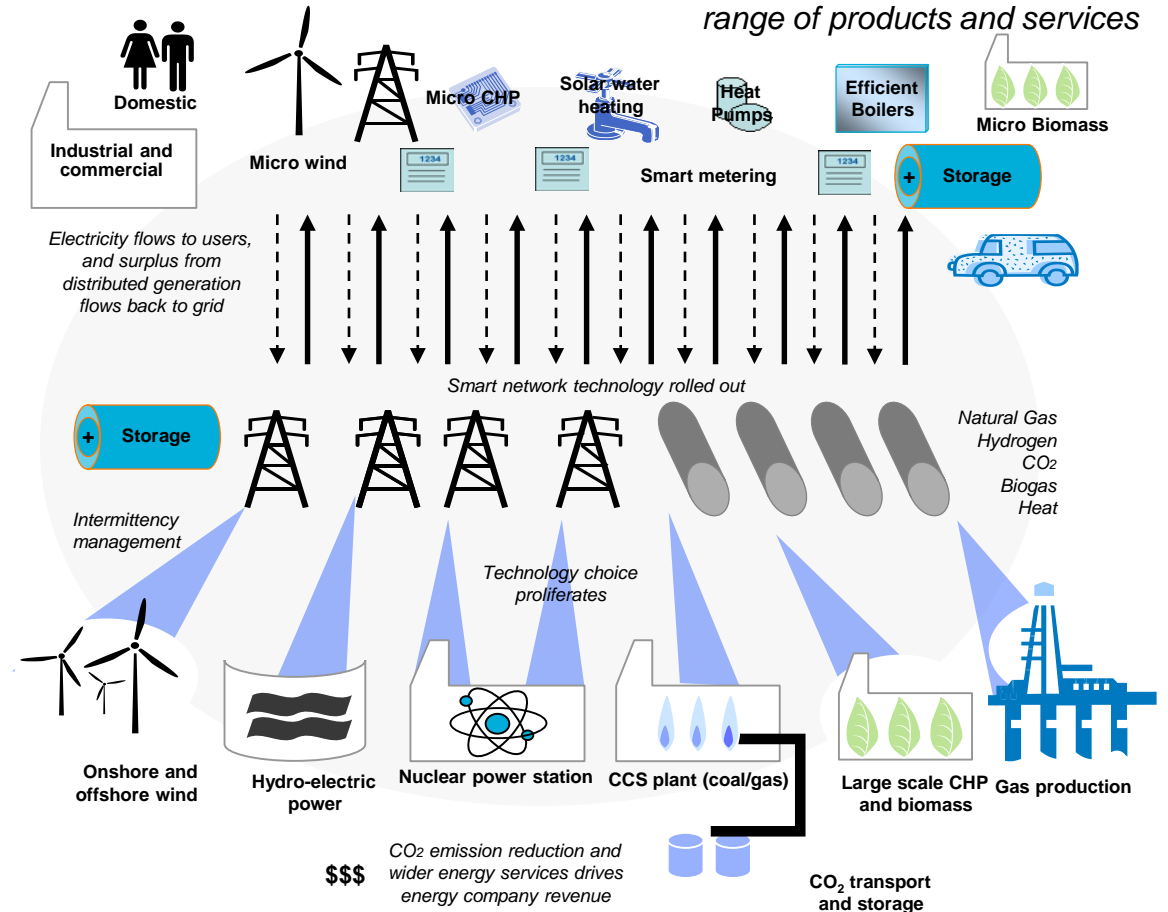 range of products and services
Domestic
Industrial and
commercial
Micro wind
Micro CHP
Solar water
heating
Heat
Pumps
Efficient
Boilers
Micro Biomass
1234
1234
Smart metering
1234
+
Storage
Electricity flows to users,
and surplus from
distributed generation
flows back to grid
Smart network technology rolled out
+
Storage
Natural Gas
Hydrogen
CO2
Biogas
Heat
Intermittency
management
Technology choice
proliferates
Onshore and
offshore wind
Hydro-electric
power
Nuclear power station
CCS plant (coal/gas)
Large scale CHP
and biomass
Gas production
$$$
CO2 emission reduction and
wider energy services drives
energy company revenue
CO2 transport
and storage